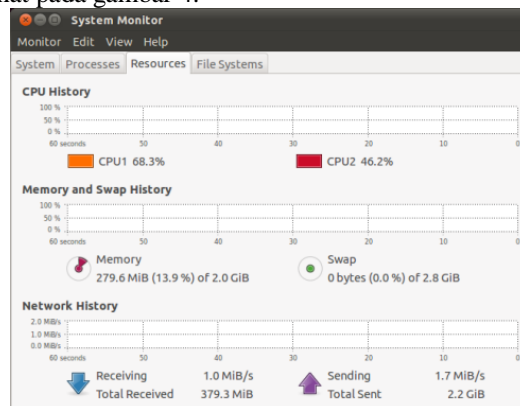 pada gambar 4.
System Monitor
Monitor Edit View Help
System Processes Resources File Systems
CPU History
100 %
50 %
0 %
60 seconds 50 40 30 20 10 0
CPU1 68.3% CPU2 46.2%
Memory and Swap History
100 %
50 %
0 %
60 seconds 50 40 30 20 10 0
Memory Swap
279.6 MiB (13.9 %) of 2.0 GiB 0 bytes (0.0 %) of 2.8 GiB
Network History
2.0 MiB/s
1.0 MiB/s
0.0 MiB/s
60 seconds 50 40 30 20 10 0
Receiving 1.0 MiB/s Sending 1.7 MiB/s
Total Received 379.3 MiB Total Sent 2.2 GiB